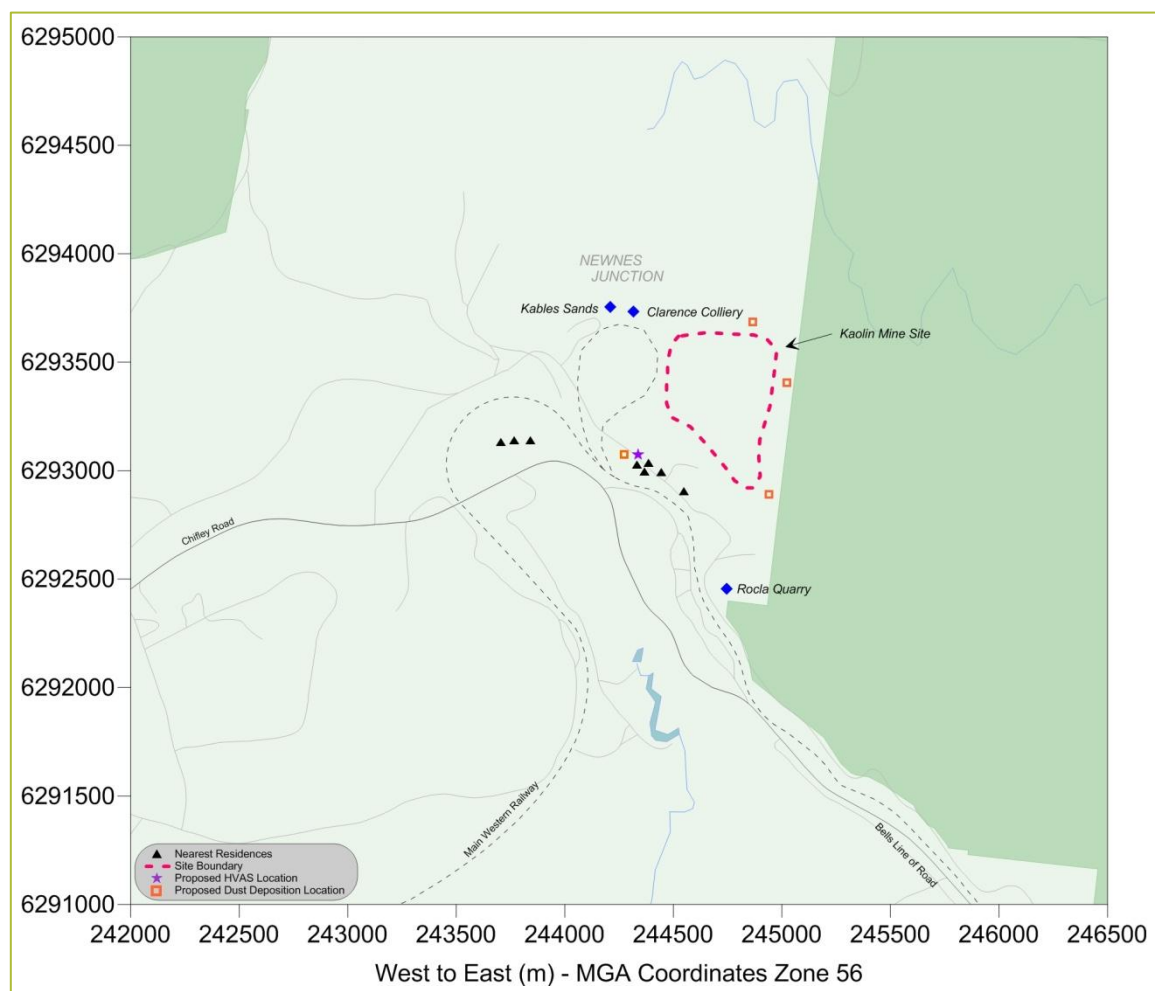 6295000
6294500
6294000
6293500
6293000
6292500
6292000
6291500
6291000
NEWNES
JUNCTION
Kables Sands
Clarence Colliery
Kaolin Mine Site
Chifley Road
Rocla Quarry
Main Western Railway
Bells Line of Road
Nearest Residences
Site Boundary
Proposed HVAS Location
Proposed Dust Deposition Location
242000 242500 243000 243500 244000 244500 245000 245500 246000 246500
West to East (m) - MGA Coordinates Zone 56